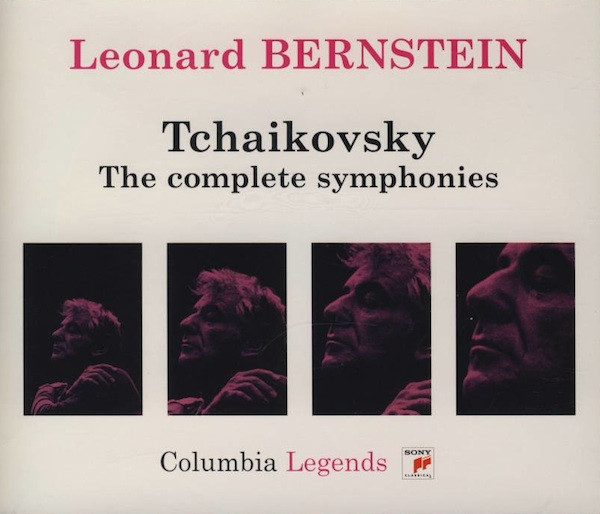 Leonard BERNSTEIN
Tchaikovsky
The complete symphonies
Columbia Legends
SONY
CLASSICAL